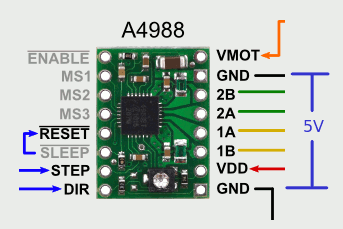 A4988
ENABLE
MS1
MS2
MS3
RESET
SLEEP
STEP
DIR
VMOT
GND
2B
2A
1A
1B
VDD
GND
5V